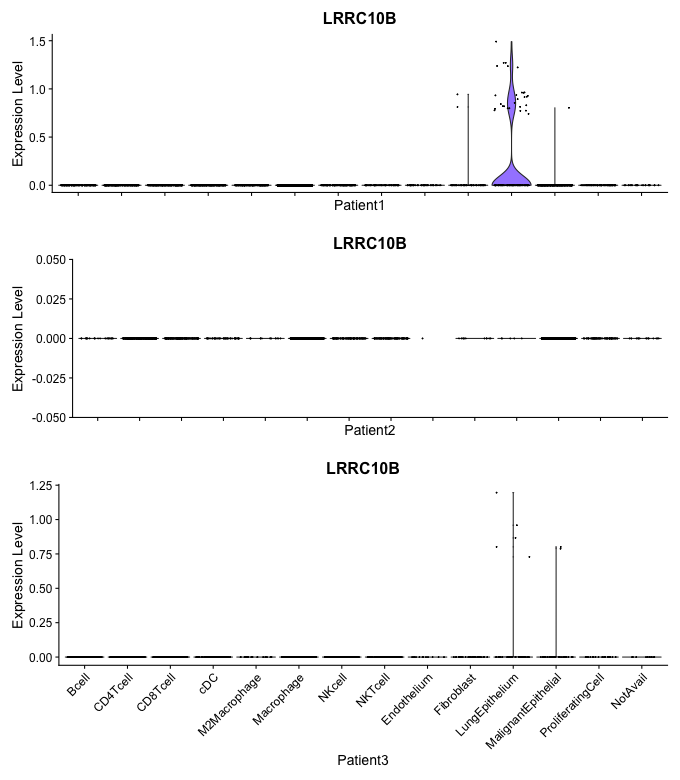 LRRC10B
Expression Level
1.5
1.0
0.5
0.0
Patient1
LRRC10B
Expression Level
0.050
0.025
0.000
-0.025
-0.050
Patient2
LRRC10B
Expression Level
1.25
1.00
0.75
0.50
0.25
0.00
Bcell
CD4Tcell
CD8Tcell
cDC
M2Macrophage
Macrophage
NKcell
NKTcell
Endothelium
Fibroblast
LungEpithelium
MalignantEpithelial
ProliferatingCell
NotAvail
Patient3